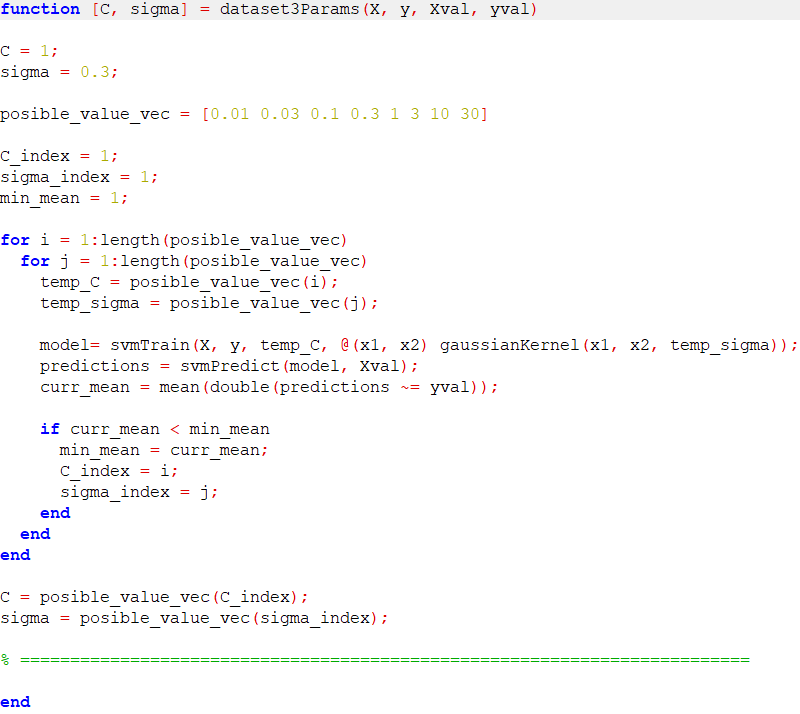 function [C, sigma] = dataset3Params(X, y, Xval, yval)
C = 1;
sigma = 0.3;
posible_value_vec = [0.01 0.03 0.1 0.3 1 3 10 30]
C_index = 1;
sigma_index = 1;
min_mean = 1;
for i = 1:length(posible_value_vec)
  for j = 1:length(posible_value_vec)
    temp_C = posible_value_vec(i);
    temp_sigma = posible_value_vec(j);
    model= svmTrain(X, y, temp_C, @(x1, x2) gaussianKernel(x1, x2, temp_sigma));
    predictions = svmPredict(model, Xval);
    curr_mean = mean(double(predictions ~= yval));
    if curr_mean < min_mean
      min_mean = curr_mean;
      C_index = i;
      sigma_index = j;
    end
  end
end
C = posible_value_vec(C_index);
sigma = posible_value_vec(sigma_index);
% =========================================================================
end